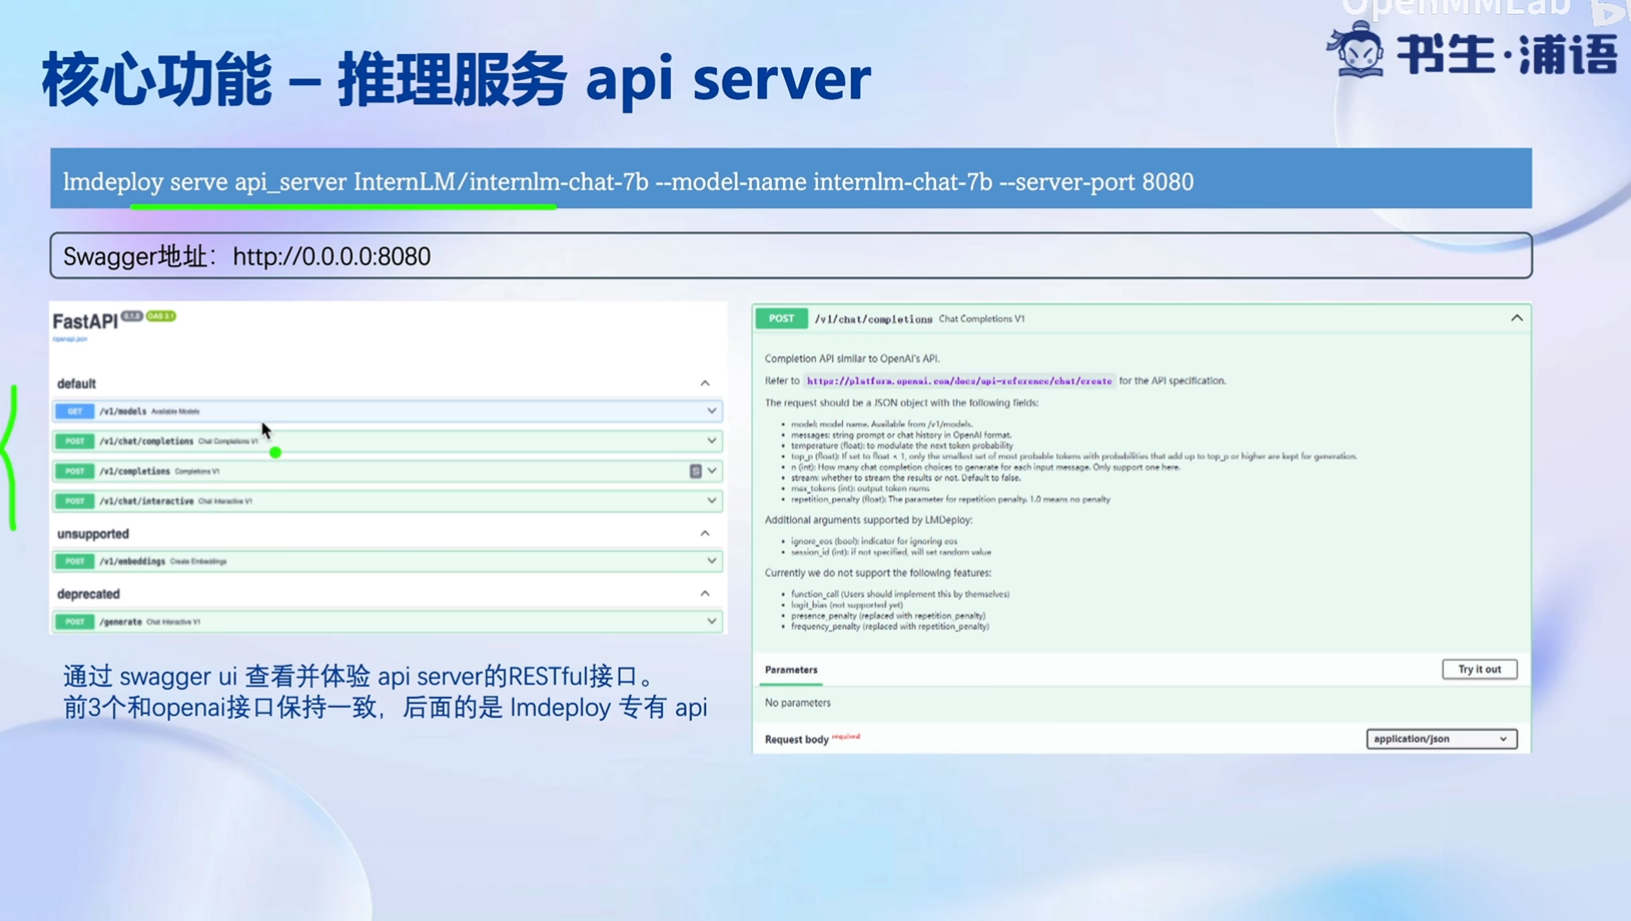 OpenMMLab
书生·浦语
核心功能 – 推理服务 api server
lmdeploy serve api_server InternLM/internlm-chat-7b --model-name internlm-chat-7b --server-port 8080
Swagger地址：http://0.0.0.0:8080
FastAPI 0.1.0 OAS 3.1
/openapi.json
default
GET /v1/models Available Models
POST /v1/chat/completions Chat Completions V1
POST /v1/completions Completions V1
POST /v1/chat/interactive Chat Interactive V1
unsupported
POST /v1/embeddings Create Embeddings
deprecated
POST /generate Chat Interactive V1
通过 swagger ui 查看并体验 api server的RESTful接口。
前3个和openai接口保持一致，后面的是 lmdeploy 专有 api
POST /v1/chat/completions Chat Completions V1
Completion API similar to OpenAI's API.
Refer to https://platform.openai.com/docs/api-reference/chat/create for the API specification.
The request should be a JSON object with the following fields:
• model: model name. Available from /v1/models.
• messages: string prompt or chat history in OpenAI format.
• temperature (float): to modulate the next token probability
• top_p (float): If set to float < 1, only the smallest set of most probable tokens with probabilities that add up to top_p or higher are kept for generation.
• n (int): How many chat completion choices to generate for each input message. Only support one here.
• stream: whether to stream the results or not. Default to false.
• max_tokens (int): output token nums
• repetition_penalty (float): The parameter for repetition penalty. 1.0 means no penalty
Additional arguments supported by LMDeploy:
• ignore_eos (bool): indicator for ignoring eos
• session_id (int): if not specified, will set random value
Currently we do not support the following features:
• function_call (Users should implement this by themselves)
• logit_bias (not supported yet)
• presence_penalty (replaced with repetition_penalty)
• frequency_penalty (replaced with repetition_penalty)
Parameters
Try it out
No parameters
Request body required
application/json